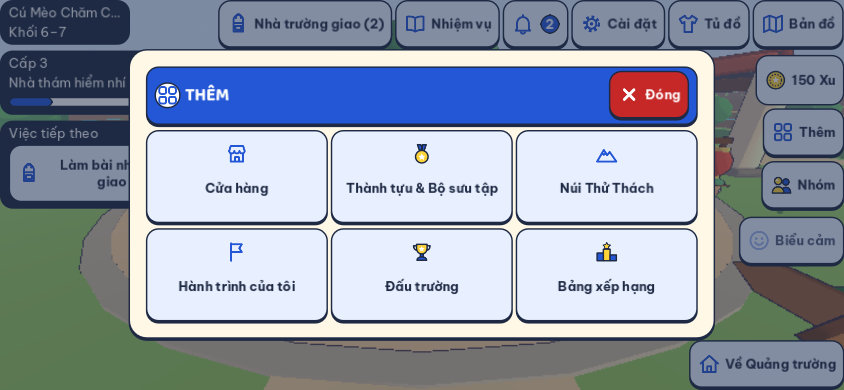 Cú Mèo Chăm C...
Khối 6-7
Nhà trường giao (2)
Nhiệm vụ
2
Cài đặt
Tủ đồ
Bản đồ
Cấp 3
Nhà thám hiểm nhí
150 Xu
THÊM
Đóng
Thêm
Việc tiếp theo
Làm bài nh
giao
Nhóm
Cửa hàng
Thành tựu & Bộ sưu tập
Núi Thử Thách
Biểu cảm
Hành trình của tôi
Đấu trường
Bảng xếp hạng
Về Quảng trường